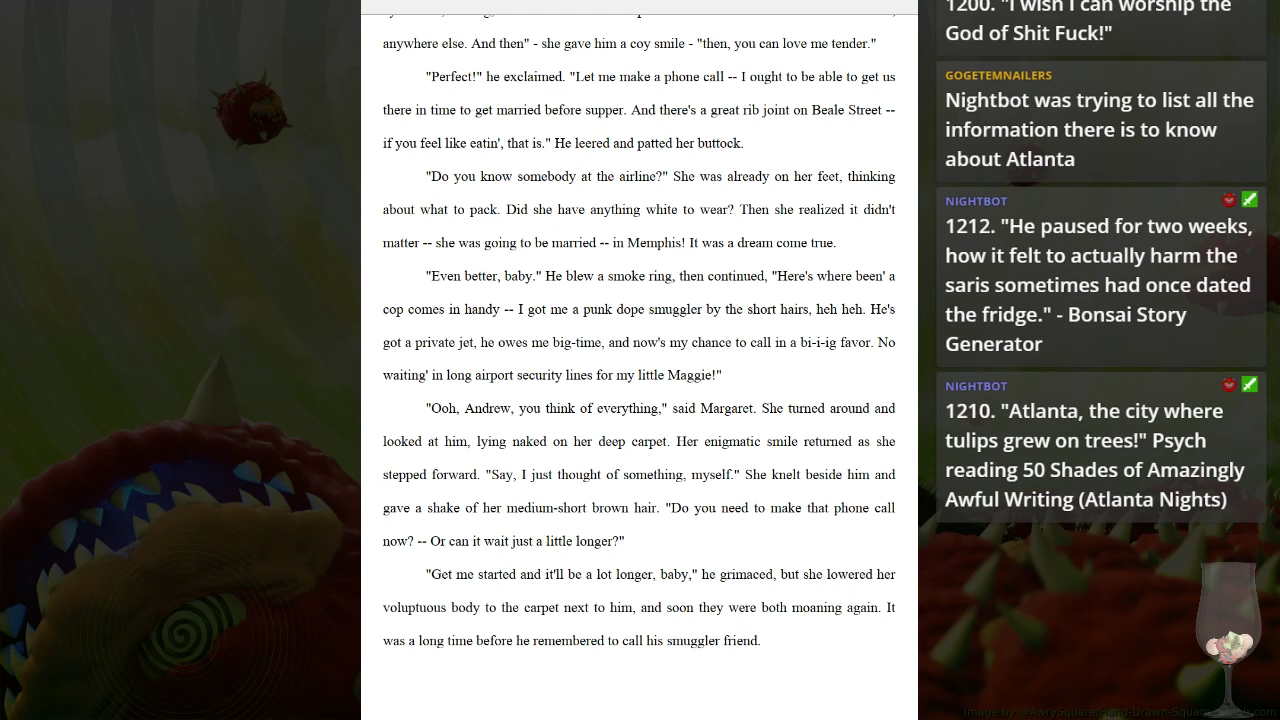 anywhere else. And then" - she gave him a coy smile - "then, you can love me tender."
"Perfect!" he exclaimed. "Let me make a phone call -- I ought to be able to get us
there in time to get married before supper. And there's a great rib joint on Beale Street --
if you feel like eatin', that is." He leered and patted her buttock.
"Do you know somebody at the airline?" She was already on her feet, thinking
about what to pack. Did she have anything white to wear? Then she realized it didn't
matter -- she was going to be married -- in Memphis! It was a dream come true.
"Even better, baby." He blew a smoke ring, then continued, "Here's where been' a
cop comes in handy -- I got me a punk dope smuggler by the short hairs, heh heh. He's
got a private jet, he owes me big-time, and now's my chance to call in a bi-i-ig favor. No
waiting' in long airport security lines for my little Maggie!"
"Ooh, Andrew, you think of everything," said Margaret. She turned around and
looked at him, lying naked on her deep carpet. Her enigmatic smile returned as she
stepped forward. "Say, I just thought of something, myself." She knelt beside him and
gave a shake of her medium-short brown hair. "Do you need to make that phone call
now? -- Or can it wait just a little longer?"
"Get me started and it'll be a lot longer, baby," he grimaced, but she lowered her
voluptuous body to the carpet next to him, and soon they were both moaning again. It
was a long time before he remembered to call his smuggler friend.
1200. "I wish I can worship the
God of Shit Fuck!"
GOGETEMNAILERS
Nightbot was trying to list all the
information there is to know
about Atlanta
NIGHTBOT
1212. "He paused for two weeks,
how it felt to actually harm the
saris sometimes had once dated
the fridge." - Bonsai Story
Generator
NIGHTBOT
1210. "Atlanta, the city where
tulips grew on trees!" Psych
reading 50 Shades of Amazingly
Awful Writing (Atlanta Nights)
Image by: @AwrySquare/Hand-Drawn-Square.tumblr.com